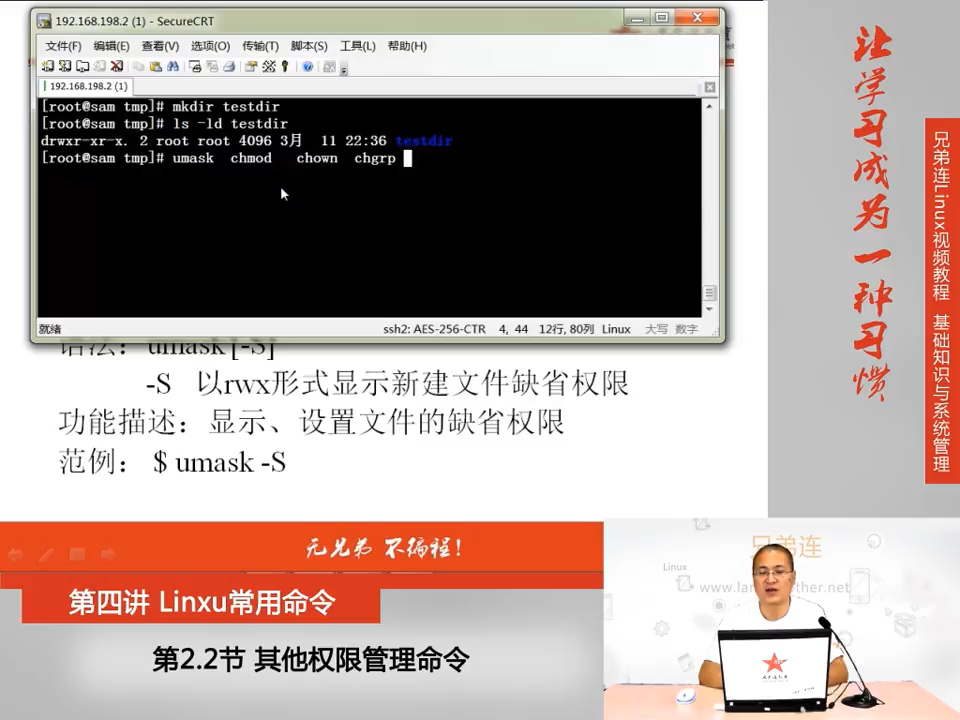 192.168.198.2 (1) - SecureCRT
文件(F) 编辑(E) 查看(V) 选项(O) 传输(T) 脚本(S) 工具(L) 帮助(H)
192.168.198.2 (1)
[root@sam tmp]# mkdir testdir
[root@sam tmp]# ls -ld testdir
drwxr-xr-x. 2 root root 4096 3月  11 22:36 testdir
[root@sam tmp]# umask  chmod   chown  chgrp
就绪 ssh2: AES-256-CTR 4, 44 12行, 80列 Linux 大写 数字
语法：umask [-S]
-S 以rwx形式显示新建文件缺省权限
功能描述：显示、设置文件的缺省权限
范例： $ umask -S
让学习成为一种习惯
兄弟连Linux视频教程 基础知识与系统管理
无兄弟 不编程！
第四讲 Linxu常用命令
第2.2节 其他权限管理命令
兄弟连
Linux